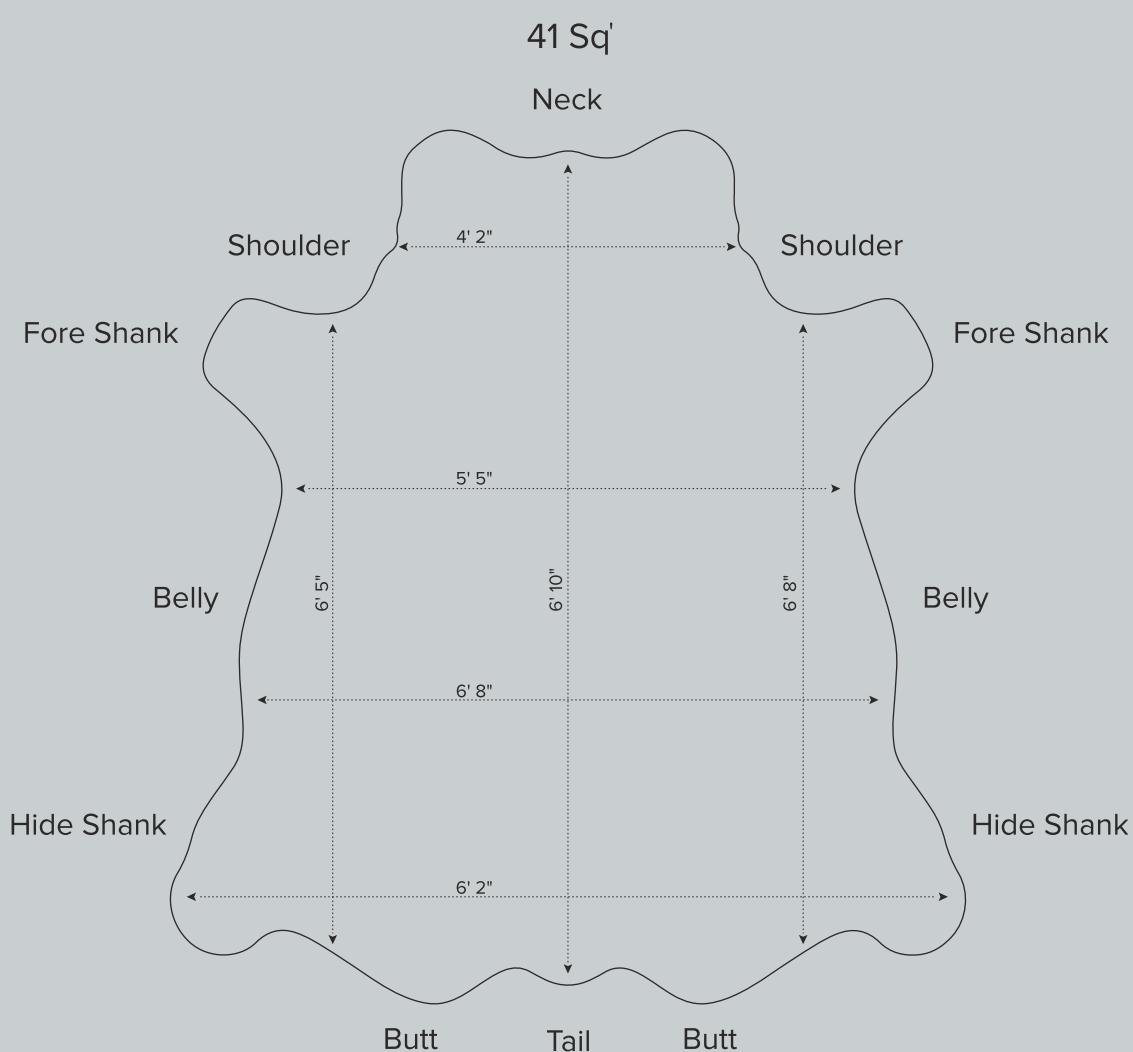 41 Sq'
Neck
4' 2"
Shoulder
Shoulder
Fore Shank
Fore Shank
5' 5"
6' 5"
6' 10"
6' 8"
Belly
Belly
6' 8"
Hide Shank
Hide Shank
6' 2"
Butt
Tail
Butt